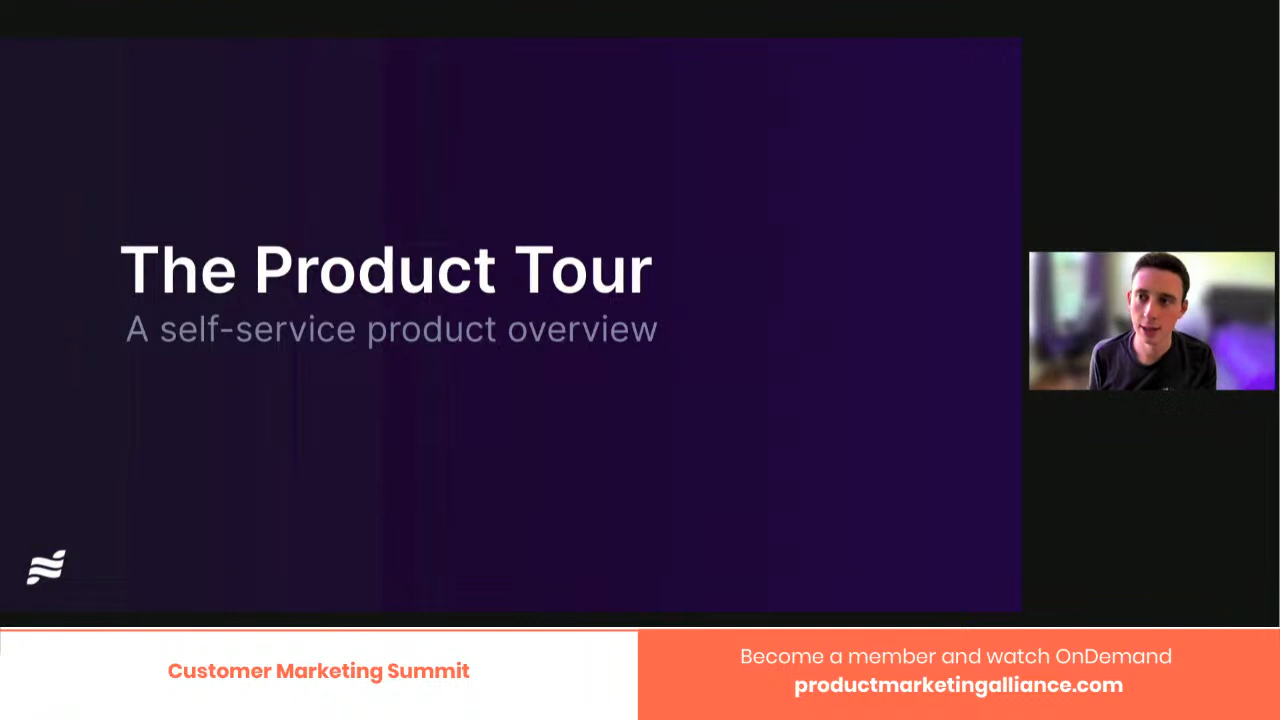 The Product Tour
A self-service product overview
Customer Marketing Summit
Become a member and watch OnDemand
productmarketingalliance.com